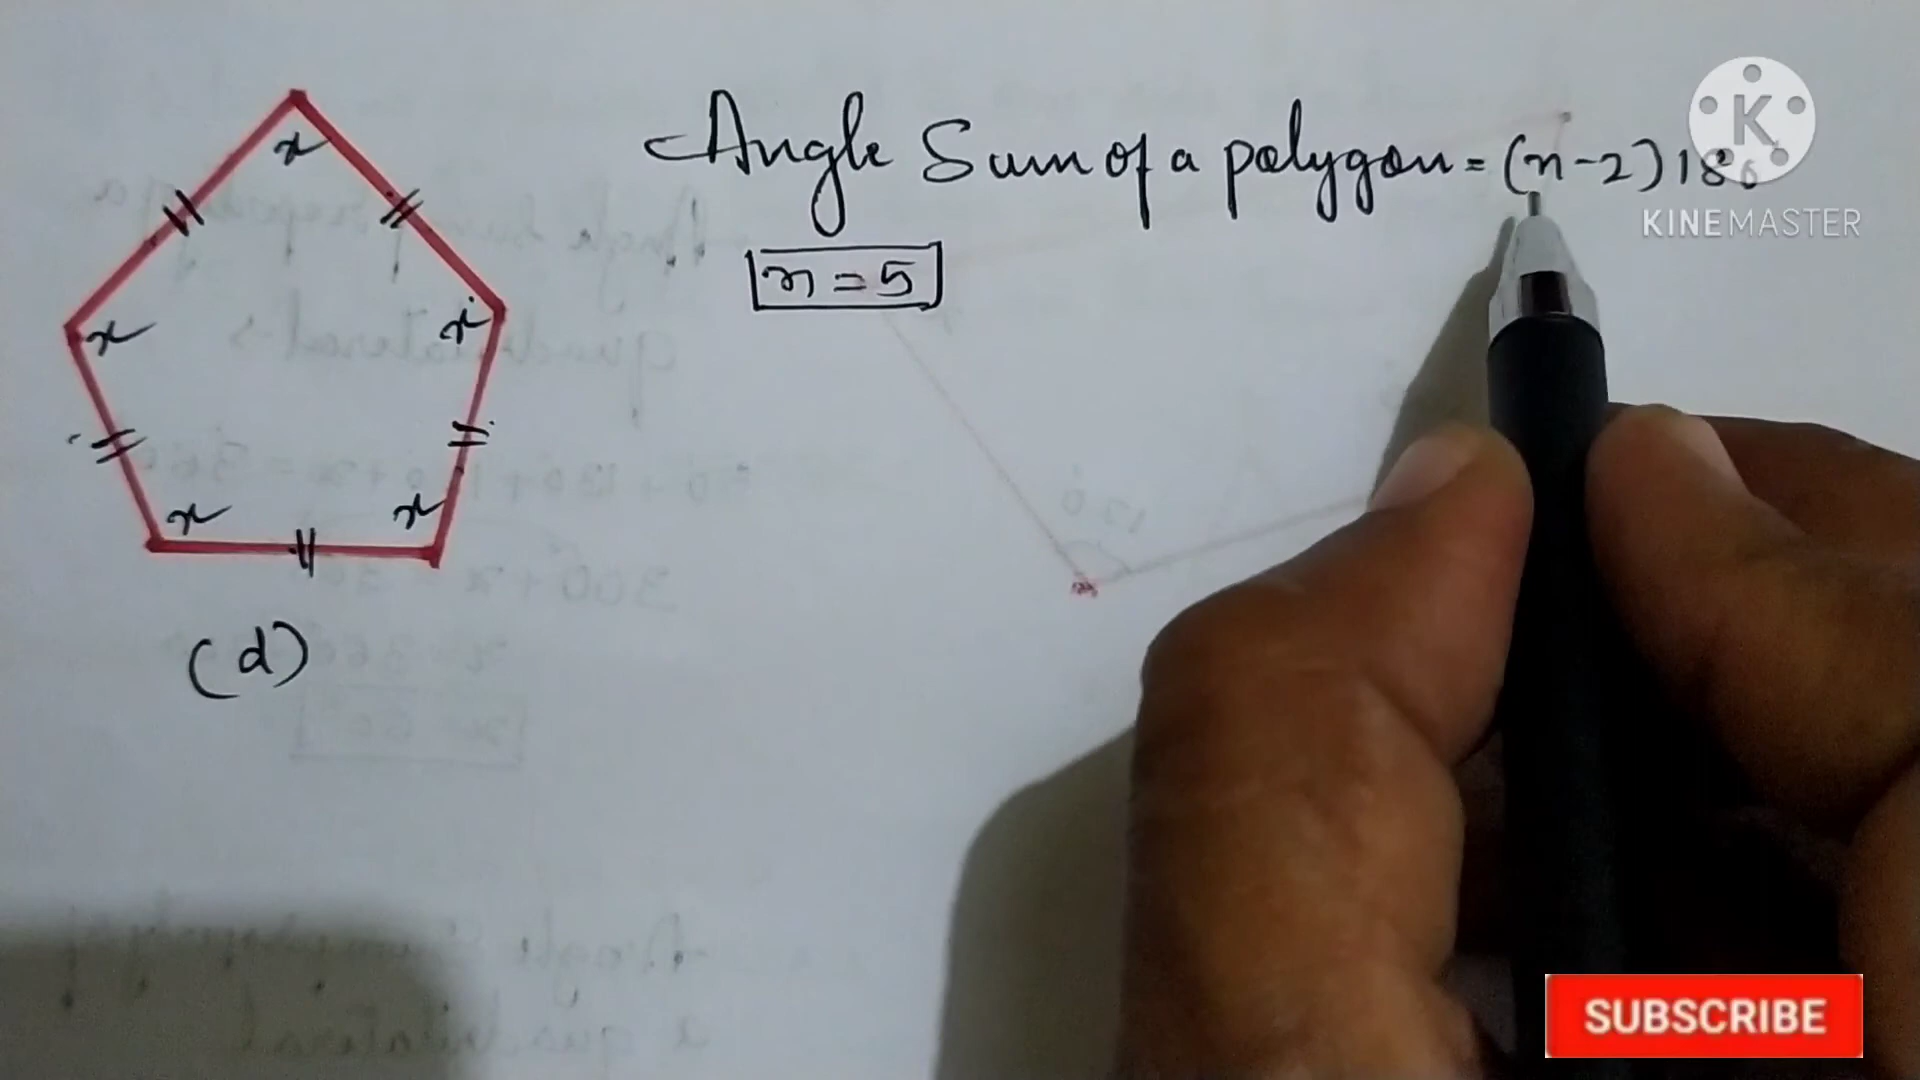 Angle Sum of a polygon = (n-2) 180°
K
KINEMASTER
n = 5
x
x
x
x
x
(d)
SUBSCRIBE